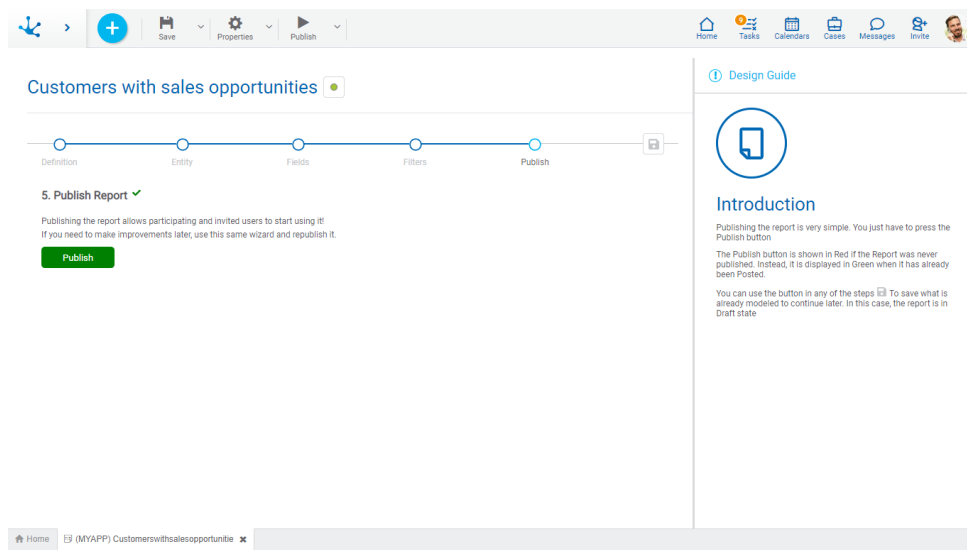 Save
Properties
Publish
Home
9
Tasks
Calendars
Cases
Messages
Invite
Customers with sales opportunities
Definition
Entity
Fields
Filters
Publish
5. Publish Report
Publishing the report allows participating and invited users to start using it!
If you need to make improvements later, use this same wizard and republish it.
Publish
Design Guide
Introduction
Publishing the report is very simple. You just have to press the
Publish button
The Publish button is shown in Red if the Report was never
published. Instead, it is displayed in Green when it has already
been Posted.
You can use the button in any of the steps To save what is
already modeled to continue later. In this case, the report is in
Draft state
Home
(MYAPP) Customerswithsalesopportunitie